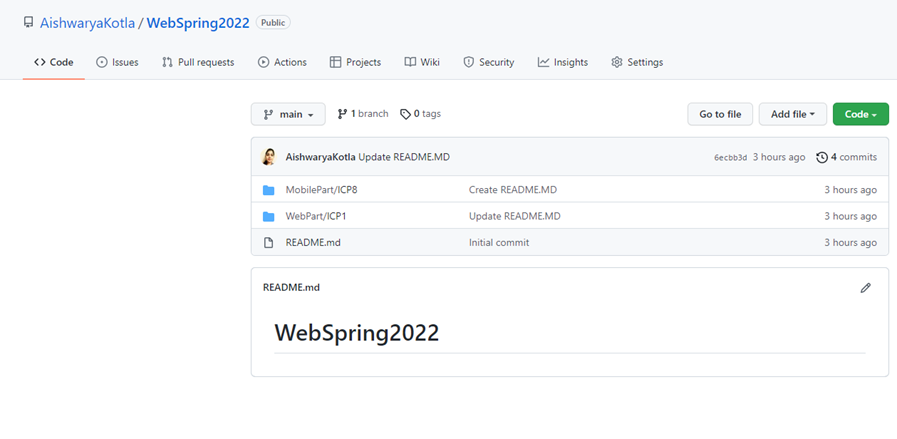 AishwaryaKotla / WebSpring2022 Public
Code Issues Pull requests Actions Projects Wiki Security Insights Settings
main 1 branch 0 tags Go to file Add file Code
AishwaryaKotla Update README.MD 6ecbb3d 3 hours ago 4 commits
MobilePart/ICP8 Create README.MD 3 hours ago
WebPart/ICP1 Update README.MD 3 hours ago
README.md Initial commit 3 hours ago
README.md
WebSpring2022